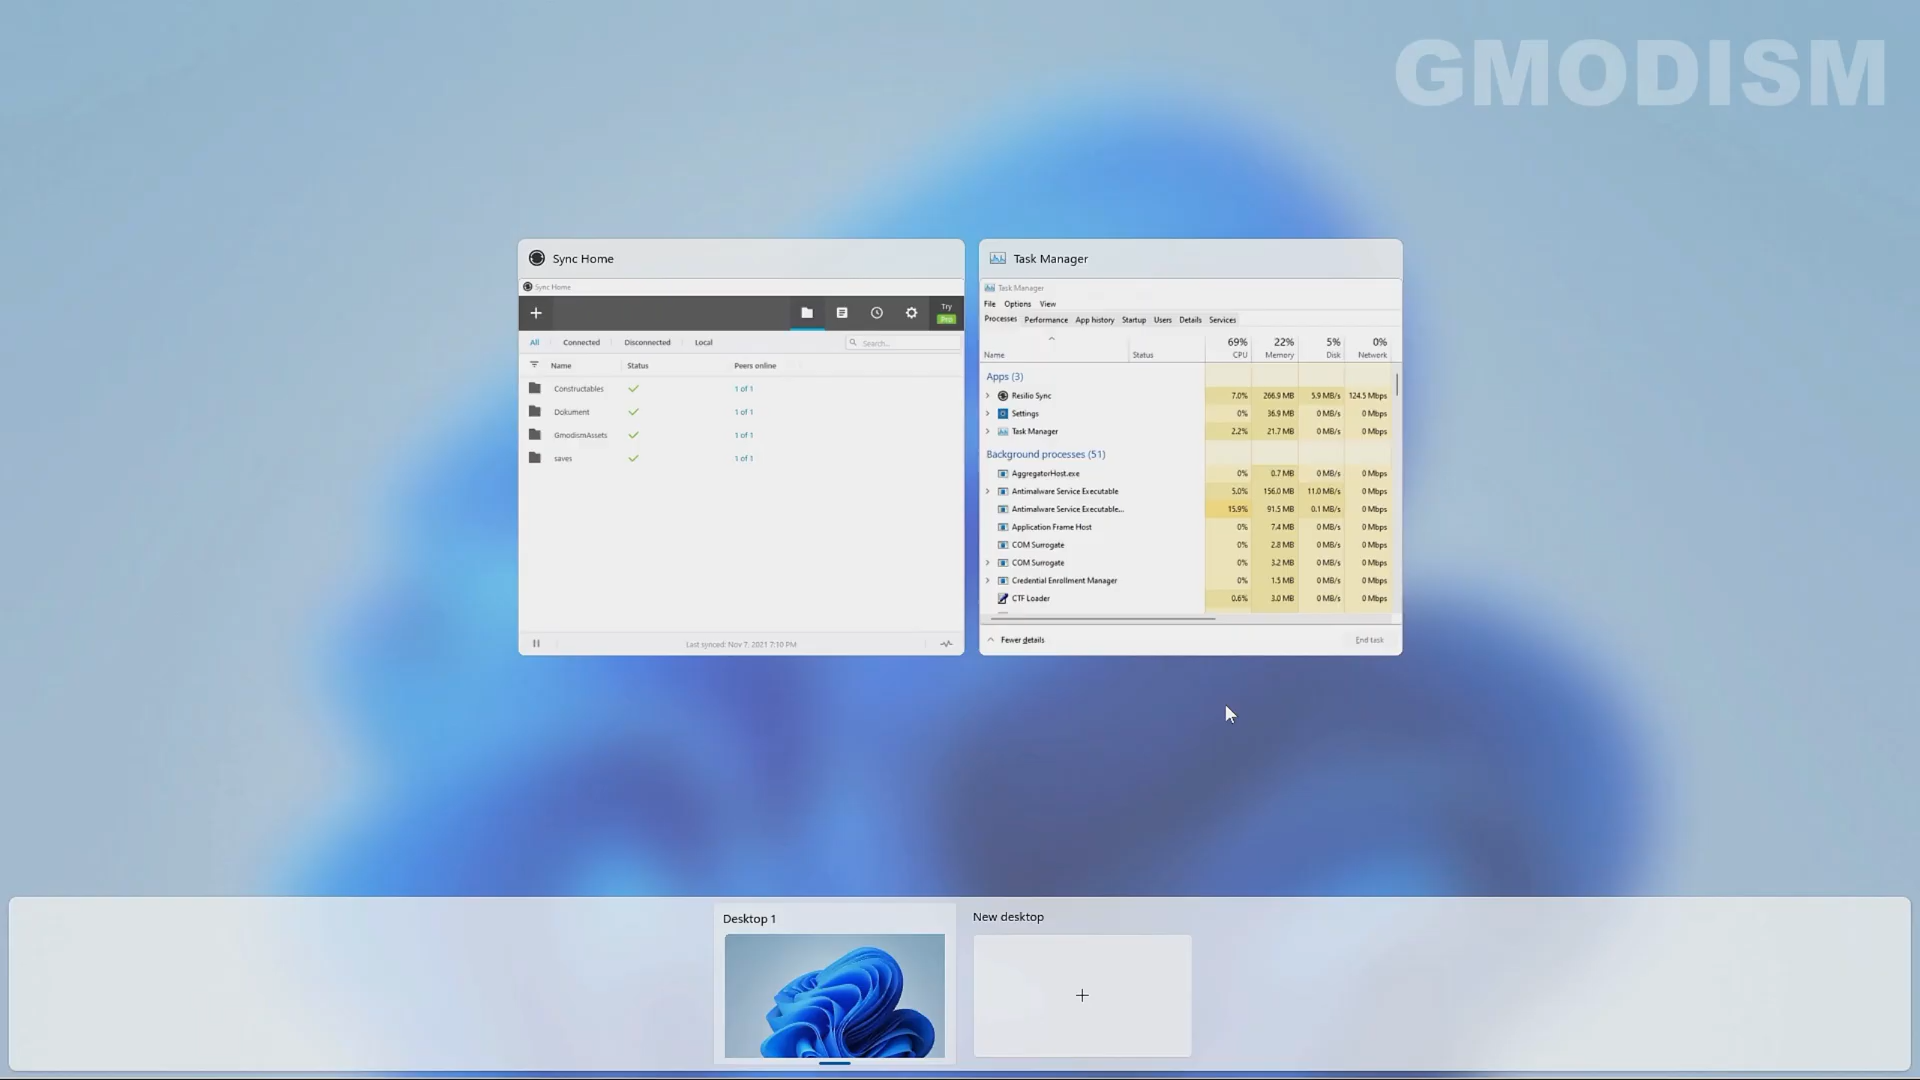 GMODISM
Sync Home
Sync Home
Try
Pro
All Connected Disconnected Local Search...
Name Status Peers online
Constructables 1 of 1
Dokument 1 of 1
GmodismAssets 1 of 1
saves 1 of 1
Last synced: Nov 7, 2021 7:10 PM
Task Manager
Task Manager
File Options View
Processes Performance App history Startup Users Details Services
69% 22% 5% 0%
Name Status CPU Memory Disk Network
Apps (3)
Resilio Sync 7.0% 266.9 MB 5.9 MB/s 124.5 Mbps
Settings 0% 36.9 MB 0 MB/s 0 Mbps
Task Manager 2.2% 21.7 MB 0 MB/s 0 Mbps
Background processes (51)
AggregatorHost.exe 0% 0.7 MB 0 MB/s 0 Mbps
Antimalware Service Executable 5.0% 156.0 MB 11.0 MB/s 0 Mbps
Antimalware Service Executable... 15.9% 91.5 MB 0.1 MB/s 0 Mbps
Application Frame Host 0% 7.4 MB 0 MB/s 0 Mbps
COM Surrogate 0% 2.8 MB 0 MB/s 0 Mbps
COM Surrogate 0% 3.2 MB 0 MB/s 0 Mbps
Credential Enrollment Manager 0% 1.5 MB 0 MB/s 0 Mbps
CTF Loader 0.6% 3.0 MB 0 MB/s 0 Mbps
Fewer details End task
Desktop 1
New desktop